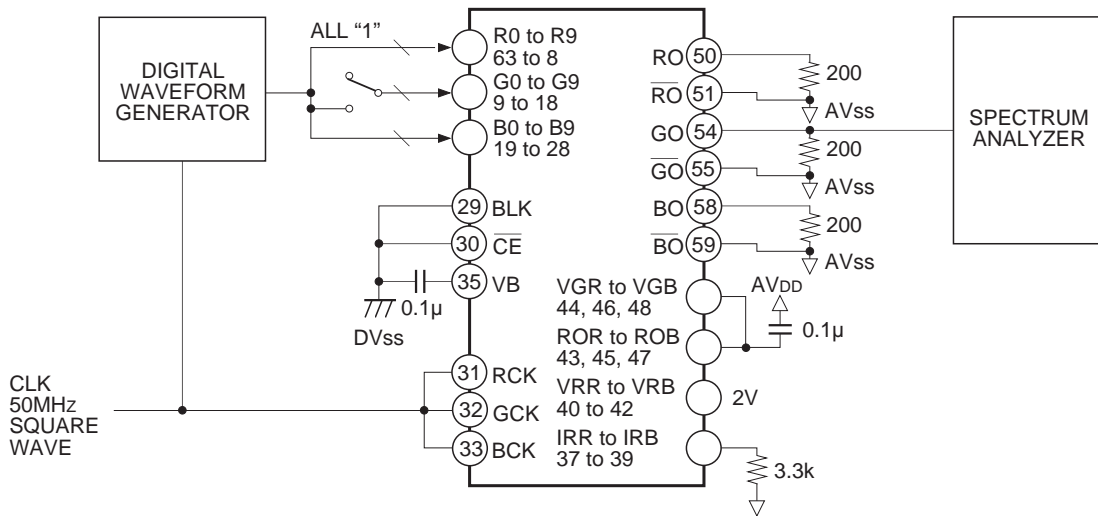 ALL “1”
DIGITAL
WAVEFORM
GENERATOR
R0 to R9
63 to 8
G0 to G9
9 to 18
B0 to B9
19 to 28
29 BLK
30 C̅E̅
35 VB
0.1μ
DVss
CLK
50MHz
SQUARE
WAVE
31 RCK
32 GCK
33 BCK
RO 50
R̅O̅ 51
GO 54
G̅O̅ 55
BO 58
B̅O̅ 59
200
AVss
200
AVss
200
AVss
SPECTRUM
ANALYZER
VGR to VGB
44, 46, 48
ROR to ROB
43, 45, 47
VRR to VRB
40 to 42
IRR to IRB
37 to 39
AVDD
0.1μ
2V
3.3k